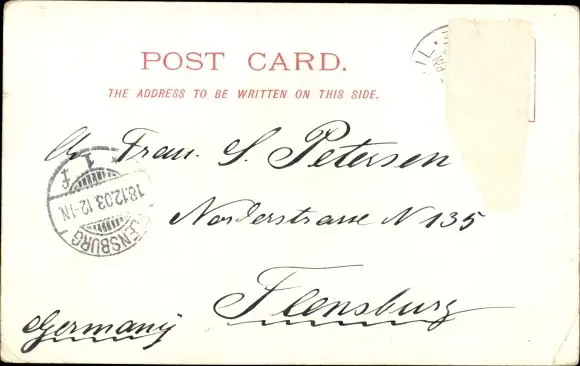 POST CARD.
THE ADDRESS TO BE WRITTEN ON THIS SIDE.
An Frau. S. Petersen
Norderstrasse N 135
Flensburg
Germany
FLENSBURG
1
f
18.12.03.12-1N